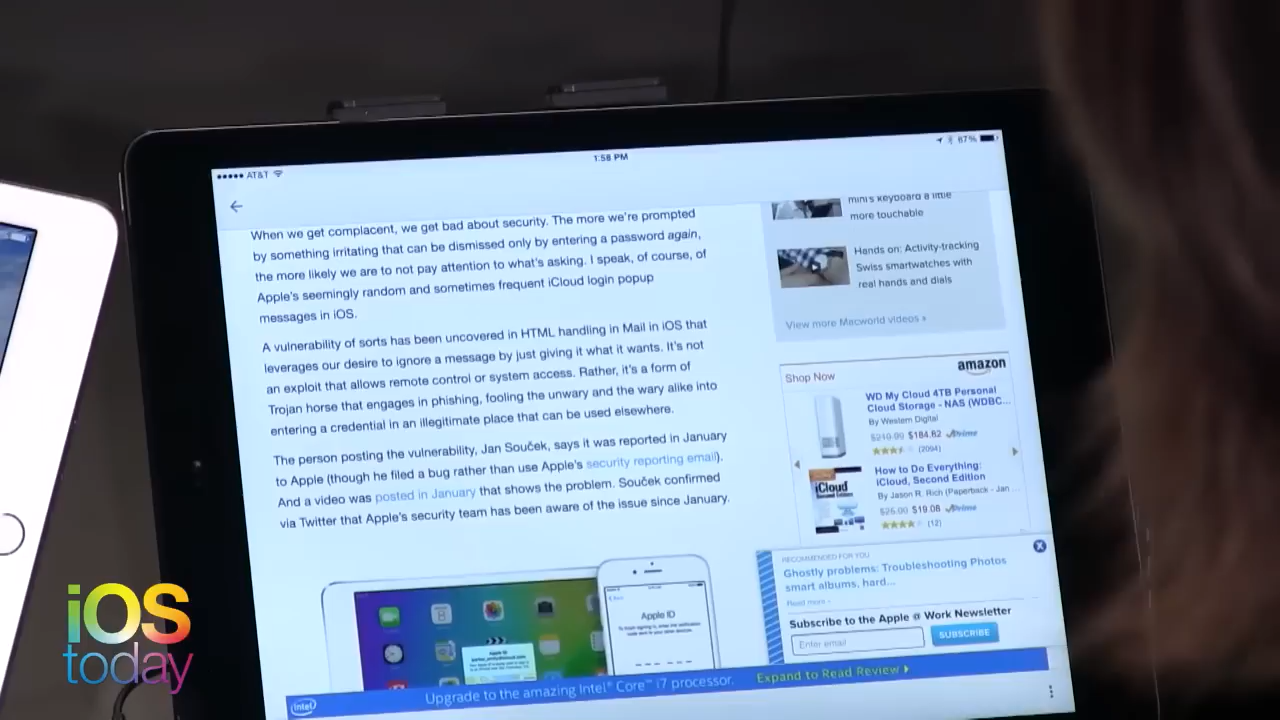 AT&T
1:58 PM
87%
When we get complacent, we get bad about security. The more we're prompted
by something irritating that can be dismissed only by entering a password again,
the more likely we are to not pay attention to what's asking. I speak, of course, of
Apple's seemingly random and sometimes frequent iCloud login popup
messages in iOS.
A vulnerability of sorts has been uncovered in HTML handling in Mail in iOS that
leverages our desire to ignore a message by just giving it what it wants. It's not
an exploit that allows remote control or system access. Rather, it's a form of
Trojan horse that engages in phishing, fooling the unwary and the wary alike into
entering a credential in an illegitimate place that can be used elsewhere.
The person posting the vulnerability, Jan Souček, says it was reported in January
to Apple (though he filed a bug rather than use Apple's security reporting email).
And a video was posted in January that shows the problem. Souček confirmed
via Twitter that Apple's security team has been aware of the issue since January.
Apple ID
mini's keyboard a little
more touchable
Hands on: Activity-tracking
Swiss smartwatches with
real hands and dials
View more Macworld videos »
Shop Now
amazon
WD My Cloud 4TB Personal
Cloud Storage - NAS (WDBC...
By Western Digital
$219.99 $184.82 Prime
(2094)
iCloud
How to Do Everything:
iCloud, Second Edition
By Jason R. Rich (Paperback - Jan ...
$25.00 $19.08 Prime
(12)
RECOMMENDED FOR YOU
Ghostly problems: Troubleshooting Photos
smart albums, hard...
Read more
Subscribe to the Apple @ Work Newsletter
Enter email
SUBSCRIBE
intel
Upgrade to the amazing Intel® Core™ i7 processor.
Expand to Read Review
iOS
today